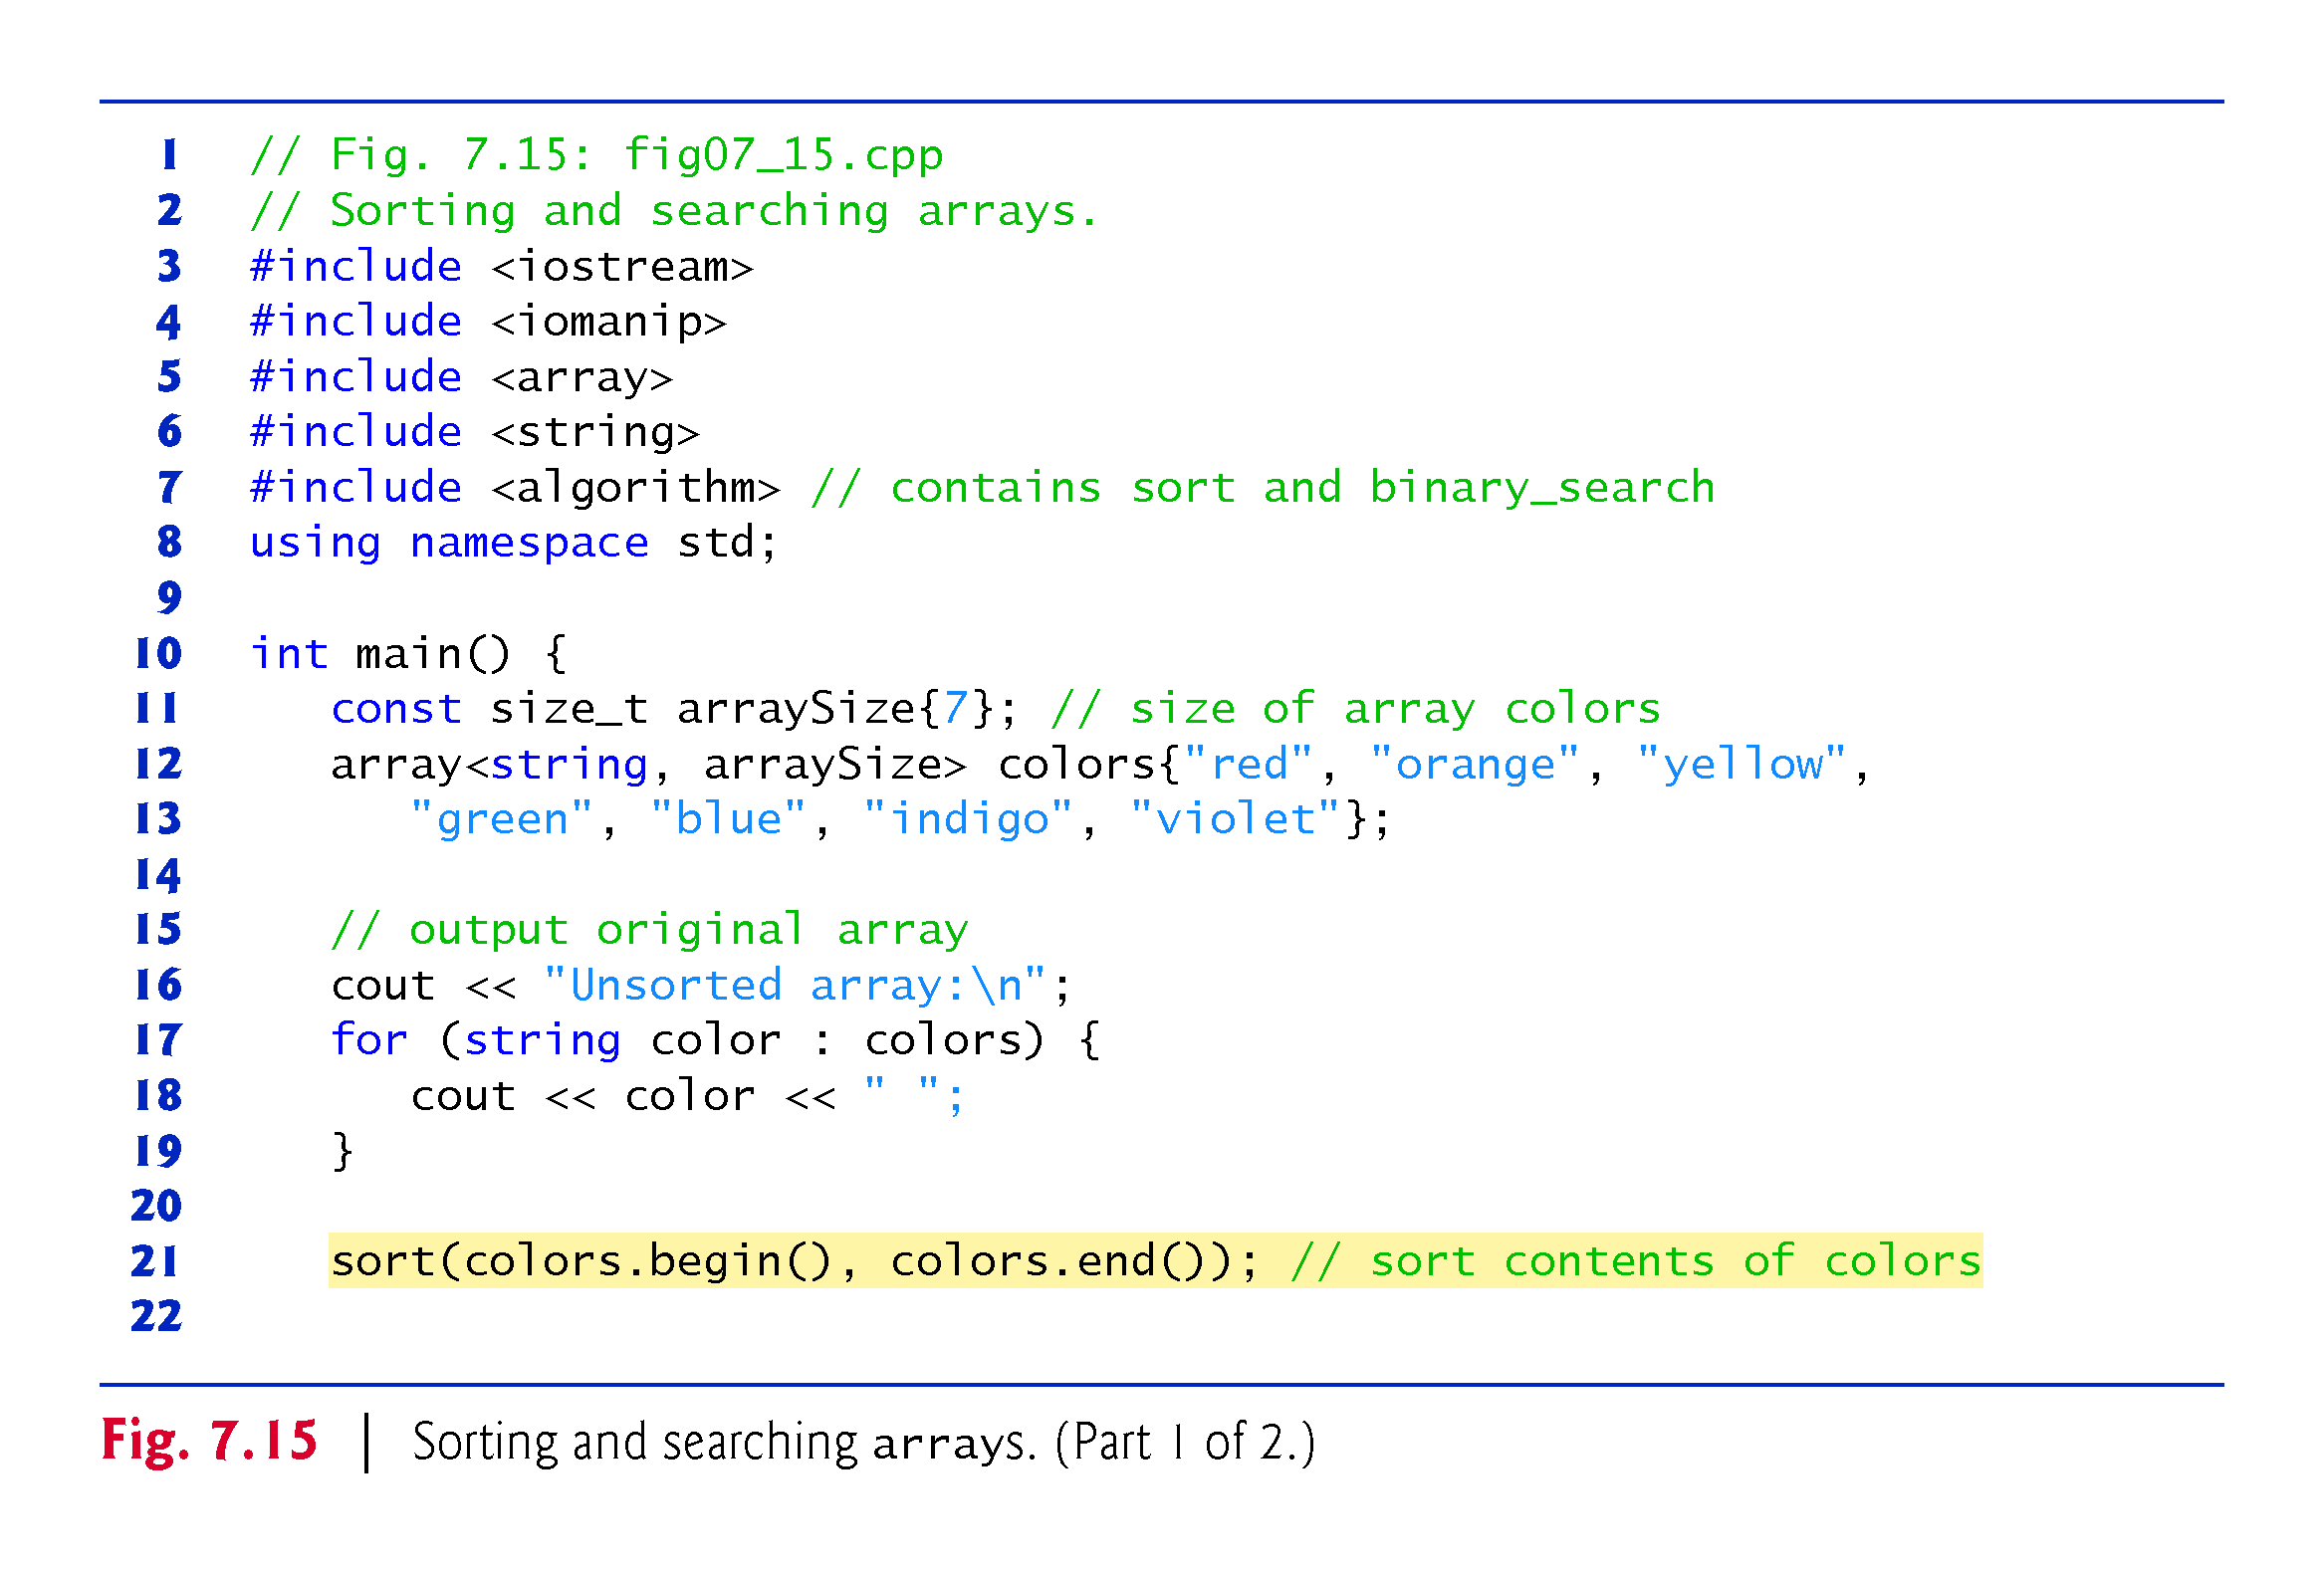 1 // Fig. 7.15: fig07_15.cpp
2 // Sorting and searching arrays.
3 #include <iostream>
4 #include <iomanip>
5 #include <array>
6 #include <string>
7 #include <algorithm> // contains sort and binary_search
8 using namespace std;
9
10 int main() {
11    const size_t arraySize{7}; // size of array colors
12    array<string, arraySize> colors{"red", "orange", "yellow",
13       "green", "blue", "indigo", "violet"};
14
15    // output original array
16    cout << "Unsorted array:\n";
17    for (string color : colors) {
18       cout << color << " ";
19    }
20
21    sort(colors.begin(), colors.end()); // sort contents of colors
22
Fig. 7.15 | Sorting and searching arrays. (Part 1 of 2.)